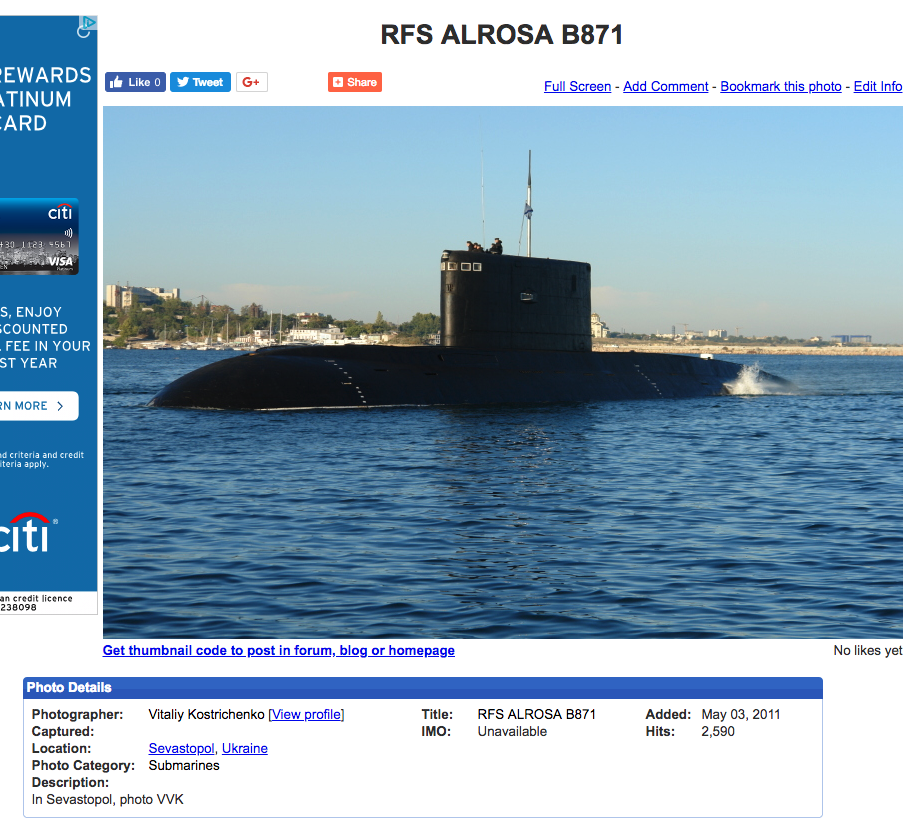 RFS ALROSA B871
REWARDS
ATINUM
CARD
Like 0
Tweet
G+
Share
Full Screen - Add Comment - Bookmark this photo - Edit Info
citi
1123 4567
VISA
Platinum
S, ENJOY
SCOUNTED
FEE IN YOUR
ST YEAR
RN MORE
nd criteria and credit
iteria apply.
citi®
an credit licence
238098
Get thumbnail code to post in forum, blog or homepage
No likes yet
Photo Details
Photographer: Vitaliy Kostrichenko [View profile] Title: RFS ALROSA B871 Added: May 03, 2011
Captured: IMO: Unavailable Hits: 2,590
Location: Sevastopol, Ukraine
Photo Category: Submarines
Description:
In Sevastopol, photo VVK